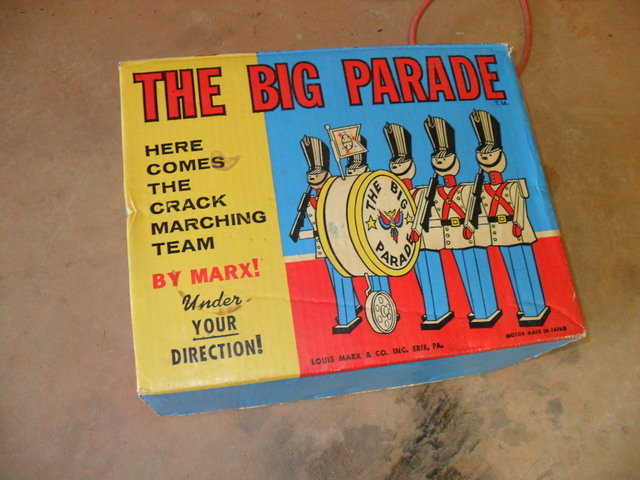 THE BIG PARADE
T.M.
HERE
COMES
THE
CRACK
MARCHING
TEAM
BY MARX!
Under
YOUR
DIRECTION!
THE BIG
PARADE
LOUIS MARX & CO. INC. ERIE, PA.
MOTOR MADE IN JAPAN